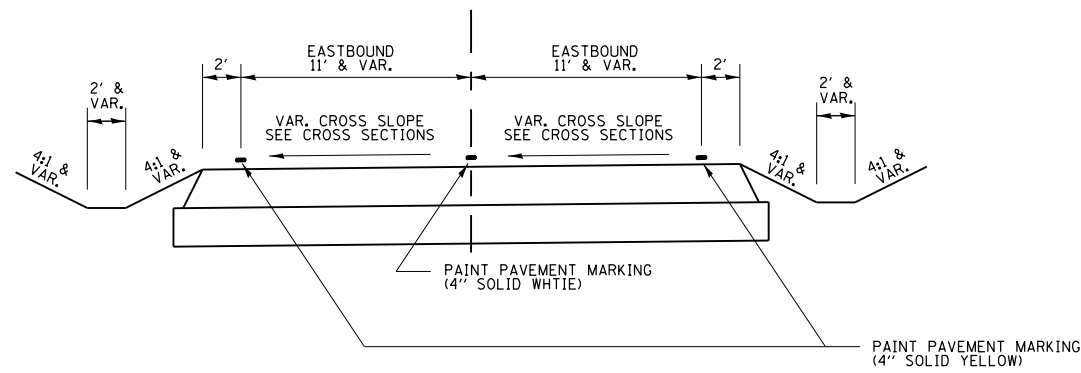 EASTBOUND
11' & VAR.
EASTBOUND
11' & VAR.
2'
2'
2' &
VAR.
2' &
VAR.
VAR. CROSS SLOPE
SEE CROSS SECTIONS
VAR. CROSS SLOPE
SEE CROSS SECTIONS
4:1 &
VAR.
4:1 &
VAR.
4:1 &
VAR.
4:1 &
VAR.
PAINT PAVEMENT MARKING
(4'' SOLID WHTIE)
PAINT PAVEMENT MARKING
(4'' SOLID YELLOW)